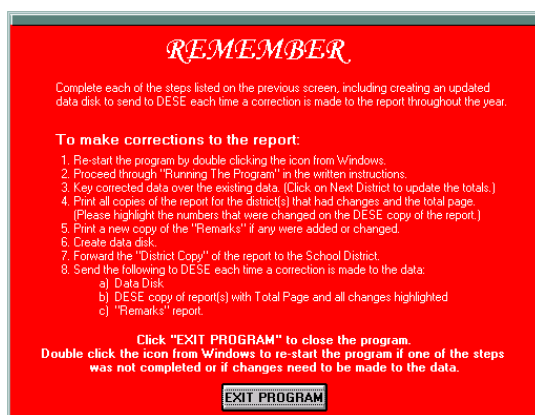 REMEMBER
Complete each of the steps listed on the previous screen, including creating an updated
data disk to send to DESE each time a correction is made to the report throughout the year.
To make corrections to the report:
1. Re-start the program by double clicking the icon from Windows.
2. Proceed through "Running The Program" in the written instructions.
3. Key corrected data over the existing data. (Click on Next District to update the totals.)
4. Print all copies of the report for the district(s) that had changes and the total page.
(Please highlight the numbers that were changed on the DESE copy of the report.)
5. Print a new copy of the "Remarks" if any were added or changed.
6. Create data disk.
7. Forward the "District Copy" of the report to the School District.
8. Send the following to DESE each time a correction is made to the data:
a) Data Disk
b) DESE copy of report(s) with Total Page and all changes highlighted
c) "Remarks" report.
Click "EXIT PROGRAM" to close the program.
Double click the icon from Windows to re-start the program if one of the steps
was not completed or if changes need to be made to the data.
EXIT PROGRAM